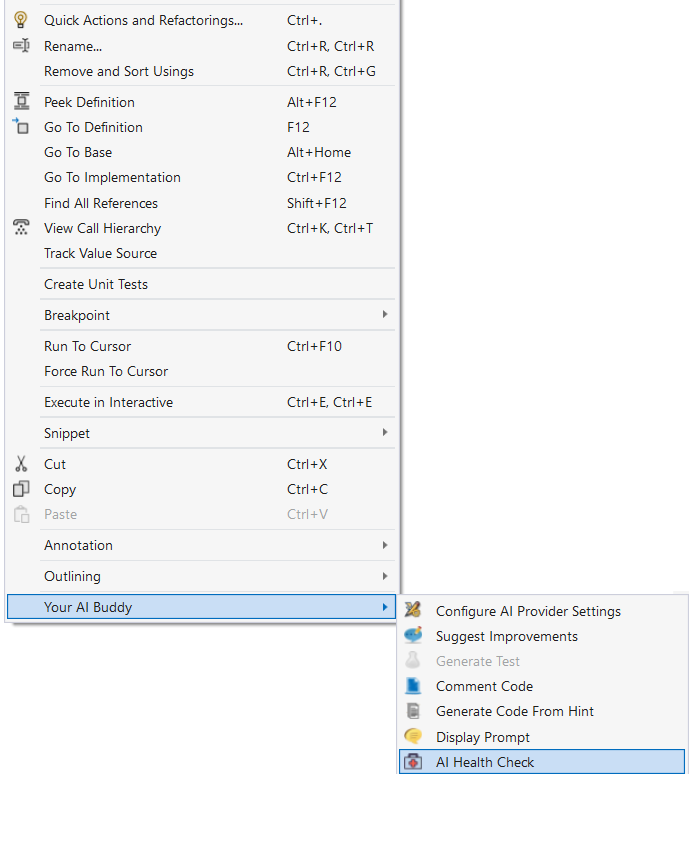 Quick Actions and Refactorings... Ctrl+.
Rename... Ctrl+R, Ctrl+R
Remove and Sort Usings Ctrl+R, Ctrl+G
Peek Definition Alt+F12
Go To Definition F12
Go To Base Alt+Home
Go To Implementation Ctrl+F12
Find All References Shift+F12
View Call Hierarchy Ctrl+K, Ctrl+T
Track Value Source
Create Unit Tests
Breakpoint
Run To Cursor Ctrl+F10
Force Run To Cursor
Execute in Interactive Ctrl+E, Ctrl+E
Snippet
Cut Ctrl+X
Copy Ctrl+C
Paste Ctrl+V
Annotation
Outlining
Your AI Buddy
Configure AI Provider Settings
Suggest Improvements
Generate Test
Comment Code
Generate Code From Hint
Display Prompt
AI Health Check